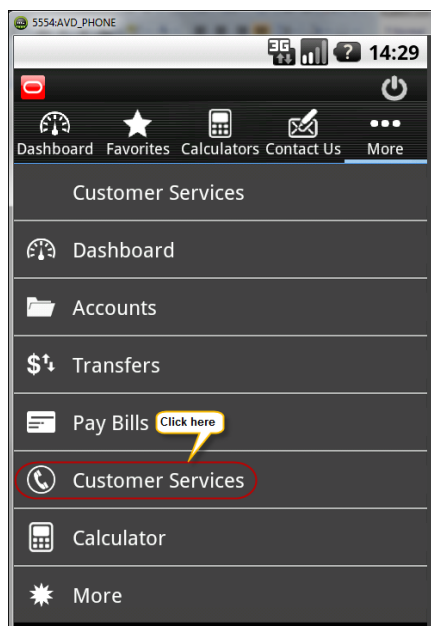 5554:AVD_PHONE
3G 14:29
Dashboard Favorites Calculators Contact Us More
Customer Services
Dashboard
Accounts
$ Transfers
Pay Bills Click here
Customer Services
Calculator
More